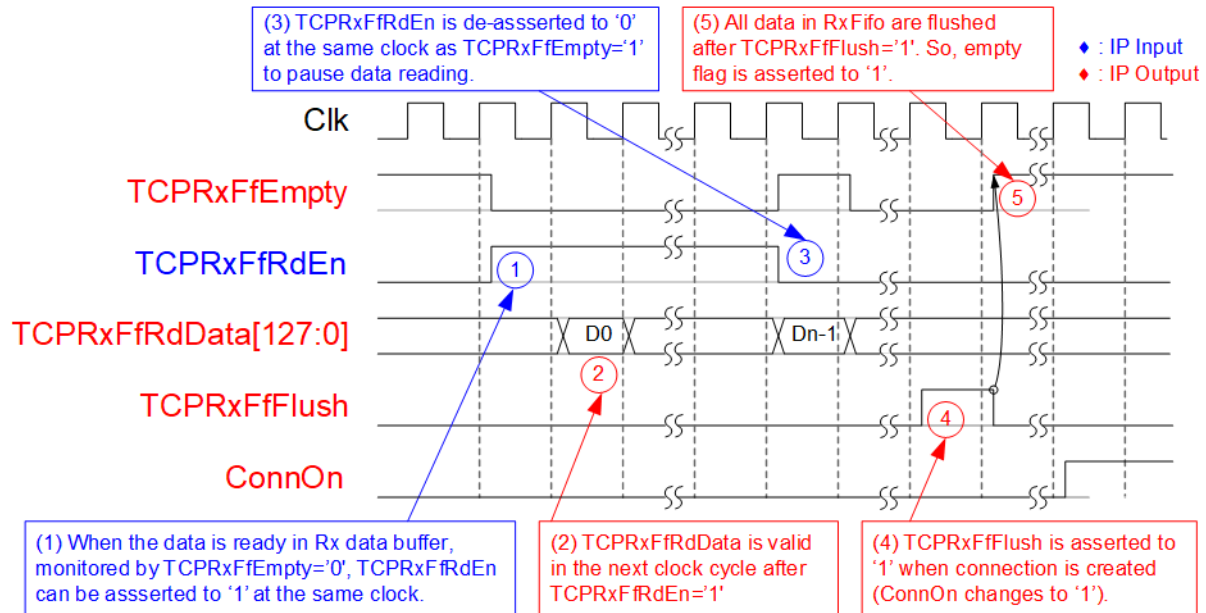 (3) TCPRxFfRdEn is de-assserted to ‘0’
at the same clock as TCPRxFfEmpty=‘1’
to pause data reading.
(5) All data in RxFifo are flushed
after TCPRxFfFlush=’1'. So, empty
flag is asserted to ‘1’.
♦ : IP Input
♦ : IP Output
Clk
TCPRxFfEmpty
5
TCPRxFfRdEn
1
3
TCPRxFfRdData[127:0]
D0
Dn-1
2
TCPRxFfFlush
4
ConnOn
(1) When the data is ready in Rx data buffer,
monitored by TCPRxFfEmpty=’0', TCPRxFfRdEn
can be assserted to ‘1’ at the same clock.
(2) TCPRxFfRdData is valid
in the next clock cycle after
TCPRxFfRdEn=’1'
(4) TCPRxFfFlush is asserted to
‘1’ when connection is created
(ConnOn changes to ‘1’).